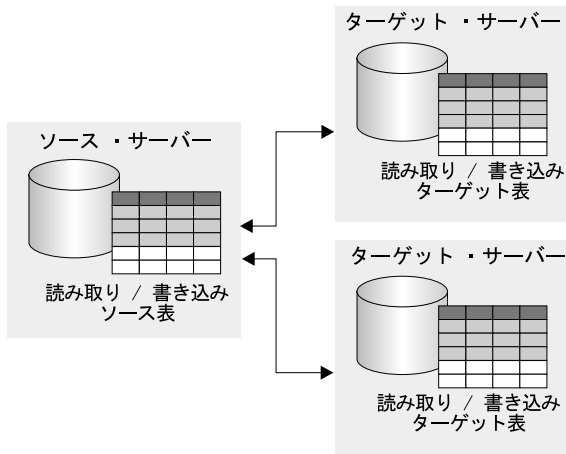 ソース ・サーバー
読み取り / 書き込み
ソース表
ターゲット ・サーバー
読み取り / 書き込み
ターゲット表
ターゲット ・サーバー
読み取り / 書き込み
ターゲット表